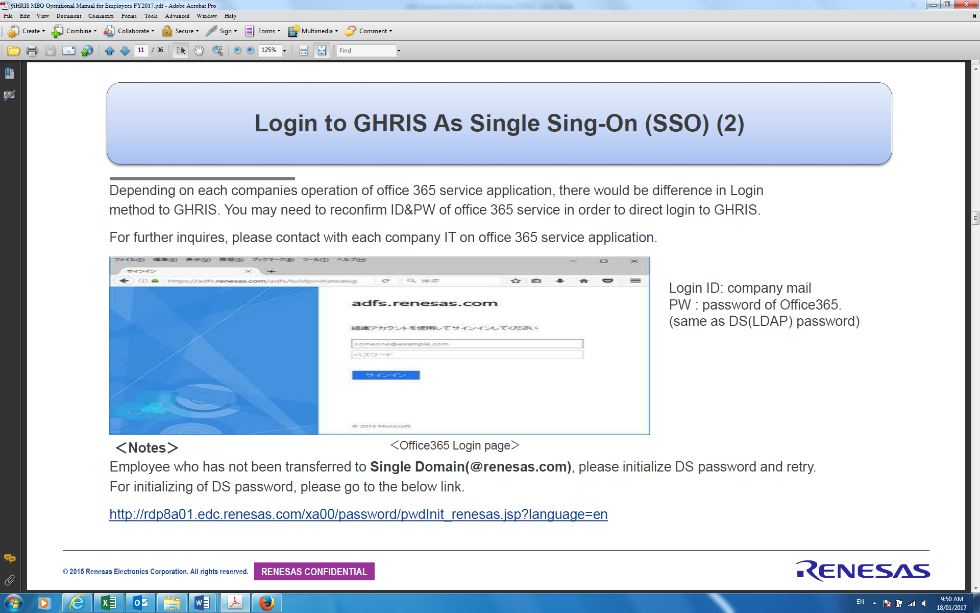 GHRIS MBO Operational Manual for Employees FY2017.pdf - Adobe Acrobat Pro
File Edit View Document Comments Forms Tools Advanced Window Help
Create Combine Collaborate Secure Sign Forms Multimedia Comment
11 / 36 125% Find
Login to GHRIS As Single Sing-On (SSO) (2)
Depending on each companies operation of office 365 service application, there would be difference in Login
method to GHRIS. You may need to reconfirm ID&PW of office 365 service in order to direct login to GHRIS.
For further inquires, please contact with each company IT on office 365 service application.
ファイル(F) 編集(E) 表示(V) 履歴(S) ブックマーク(B) ツール(T) ヘルプ(H)
サインイン
https://adfs.renesas.com/adfs/ls/idpinitiatedsig 検索
adfs.renesas.com
組織アカウントを使用してサインインしてください
someone@example.com
パスワード
サインイン
© 2013 Microsoft
Login ID: company mail
PW : password of Office365.
(same as DS(LDAP) password)
<Office365 Login page>
<Notes>
Employee who has not been transferred to Single Domain(@renesas.com), please initialize DS password and retry.
For initializing of DS password, please go to the below link.
http://rdp8a01.edc.renesas.com/xa00/password/pwdInit_renesas.jsp?language=en
© 2015 Renesas Electronics Corporation. All rights reserved. RENESAS CONFIDENTIAL
RENESAS
EN 9:50 AM
18/01/2017